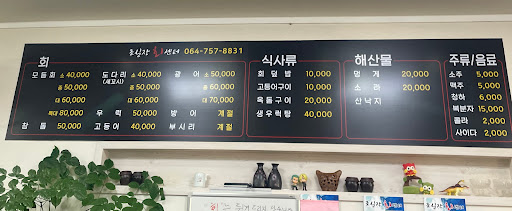 회센타 064-757-8831
회
모둠회 소 40,000
중 50,000
대 60,000
특대 80,000
참돔 50,000
도다리 소 40,000
(세꼬시)
중 50,000
대 60,000
우럭 50,000
고등어 40,000
광어 소 50,000
중 60,000
대 70,000
방어 계절
부시리 계절
식사류
회덮밥 10,000
고등어구이 10,000
옥돔구이 20,000
생우럭탕 40,000
해산물
멍게 20,000
소라 20,000
산낙지
주류/음료
소주 5,000
맥주 5,000
청하 6,000
복분자 15,000
콜라 2,000
사이다 2,000